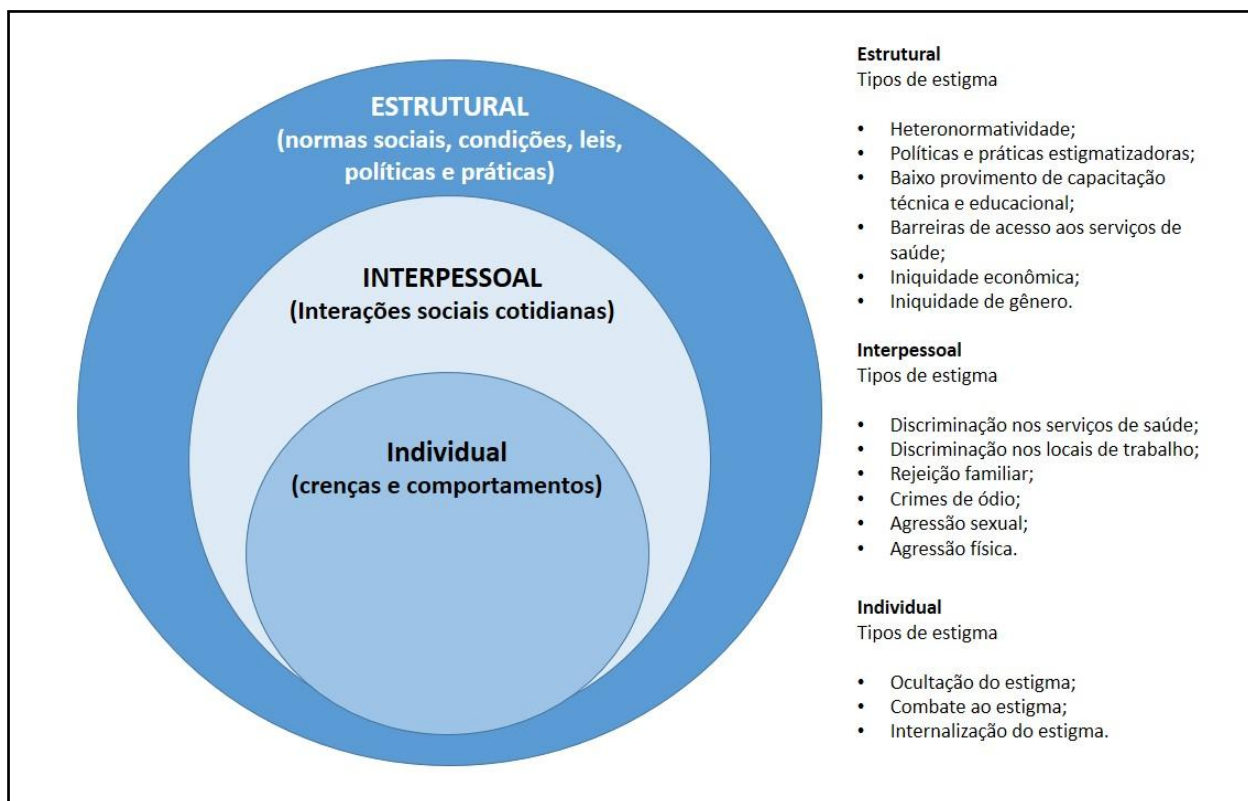 ESTRUTURAL
(normas sociais, condições, leis,
políticas e práticas)
INTERPESSOAL
(Interações sociais cotidianas)
Individual
(crenças e comportamentos)
Estrutural
Tipos de estigma
• Heteronormatividade;
• Políticas e práticas estigmatizadoras;
• Baixo provimento de capacitação
técnica e educacional;
• Barreiras de acesso aos serviços de
saúde;
• Iniquidade econômica;
• Iniquidade de gênero.
Interpessoal
Tipos de estigma
• Discriminação nos serviços de saúde;
• Discriminação nos locais de trabalho;
• Rejeição familiar;
• Crimes de ódio;
• Agressão sexual;
• Agressão física.
Individual
Tipos de estigma
• Ocultação do estigma;
• Combate ao estigma;
• Internalização do estigma.